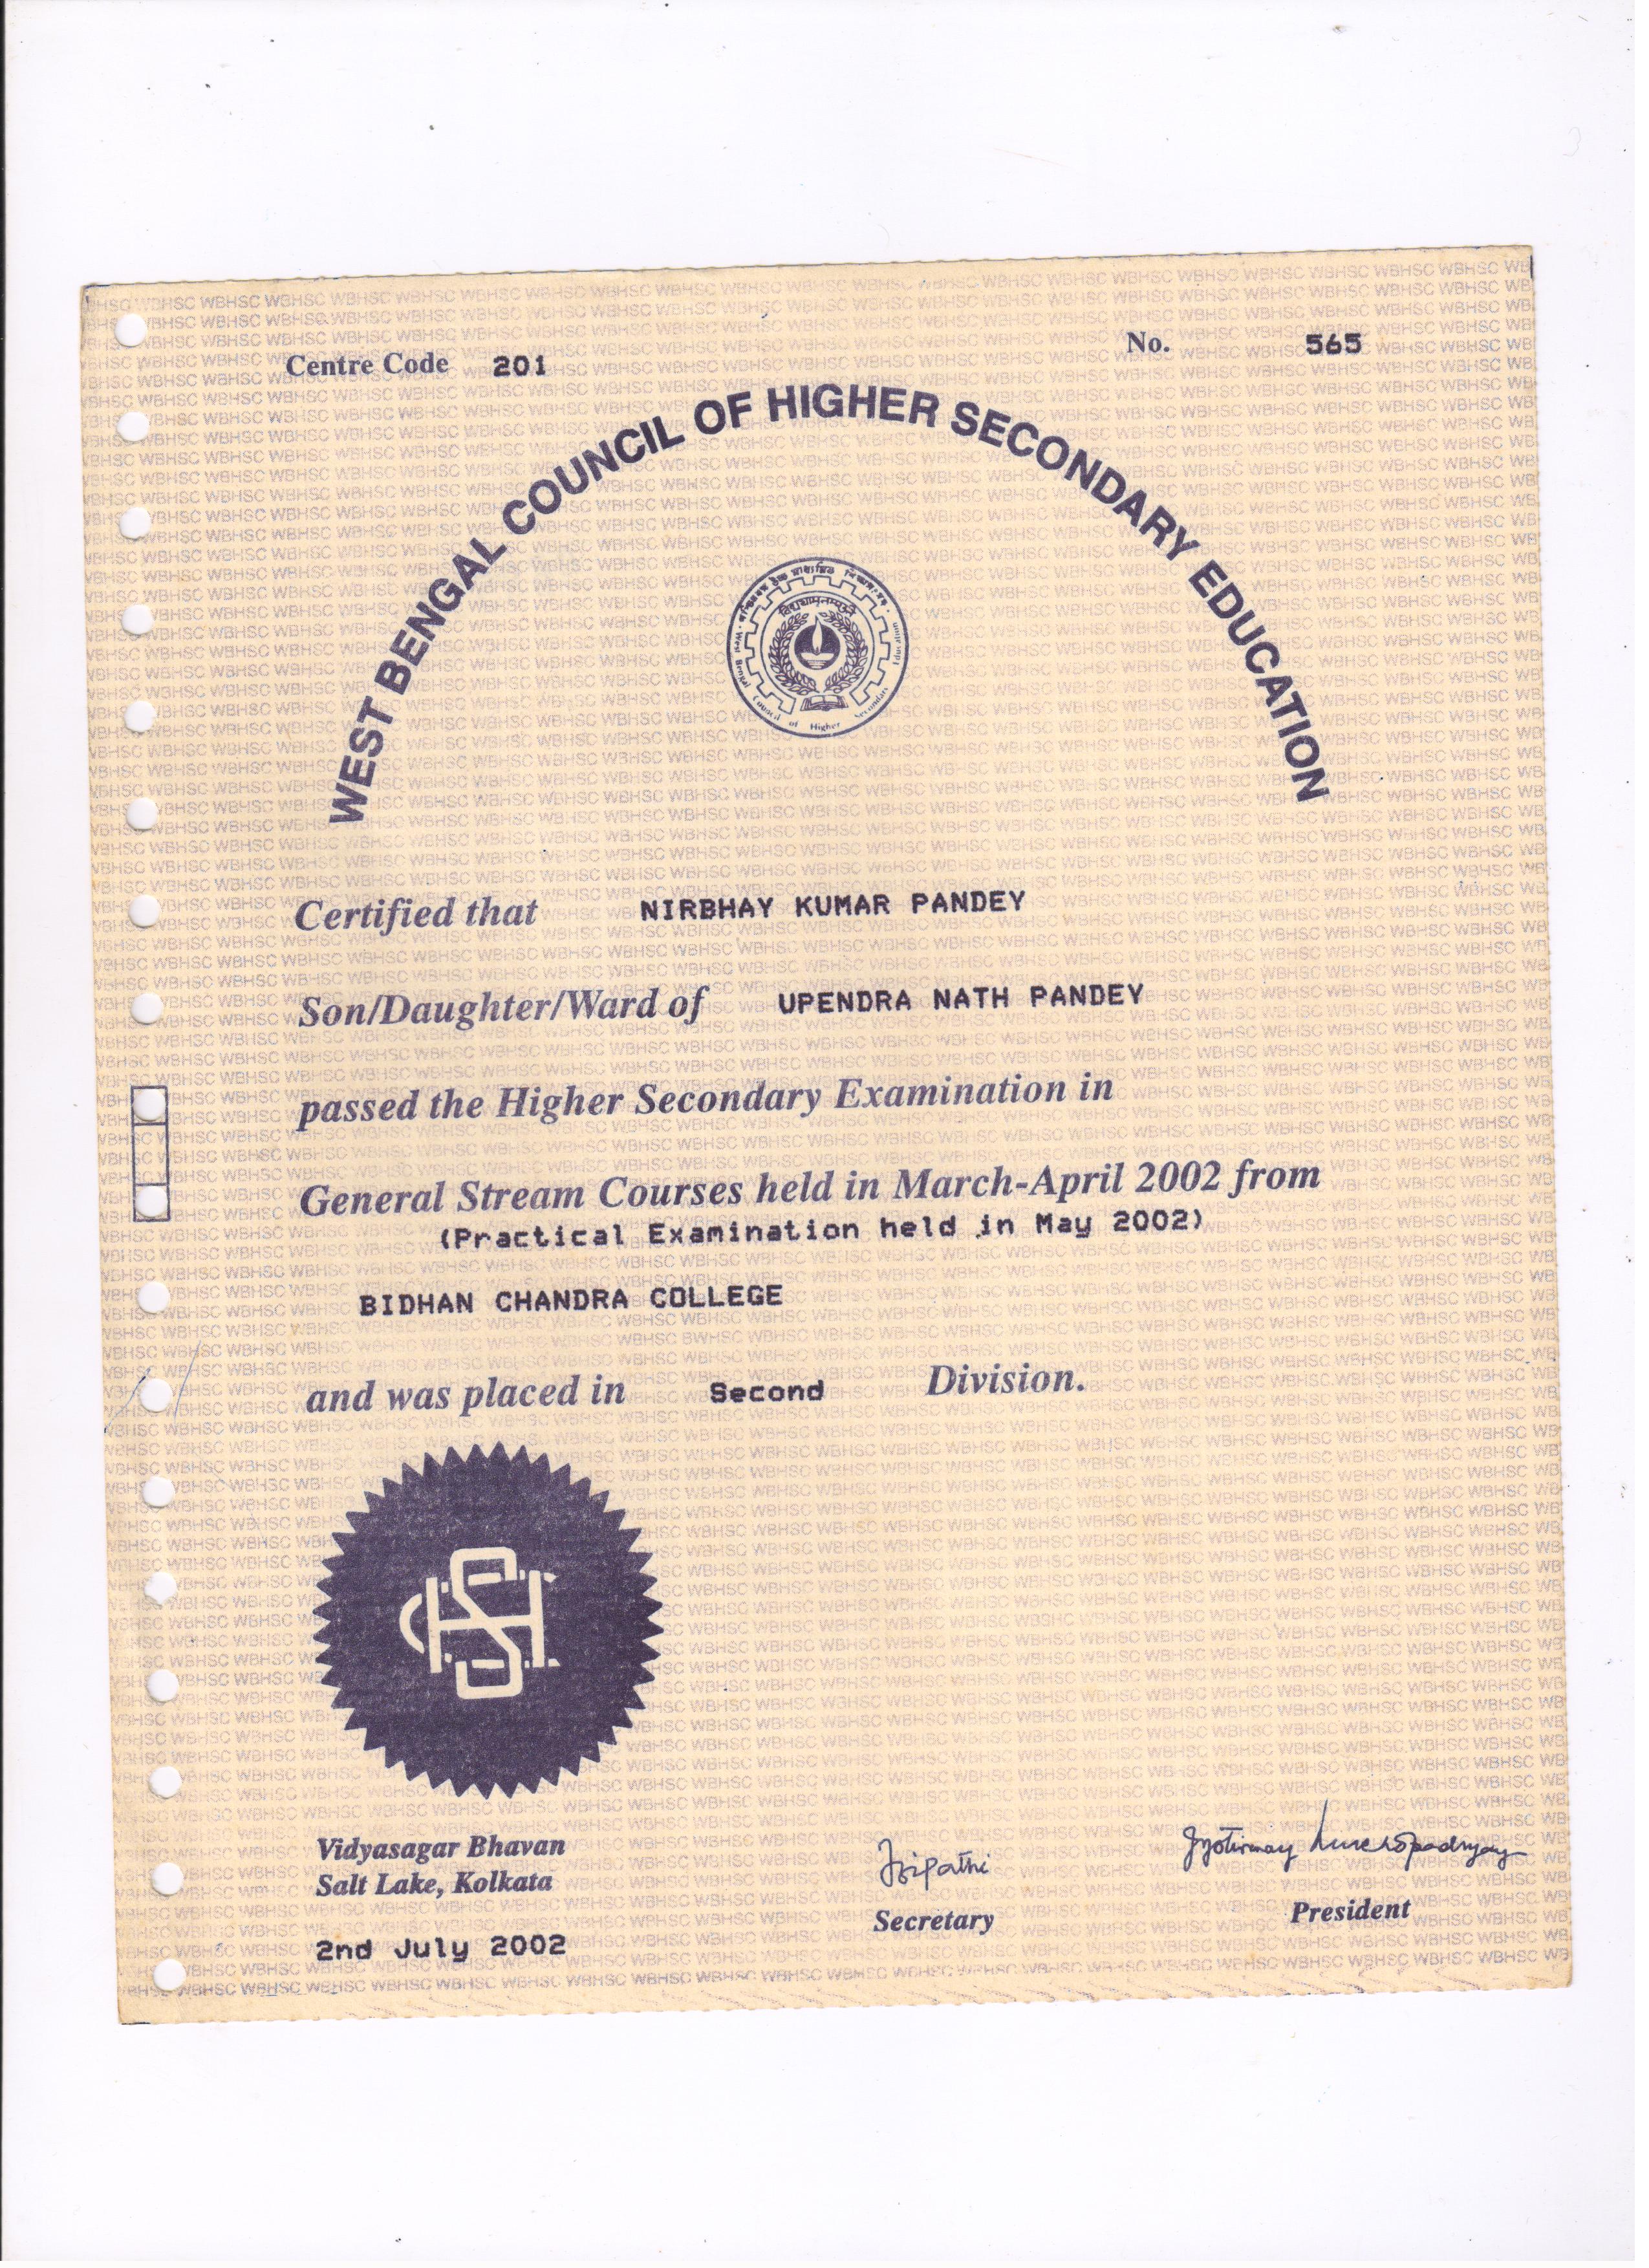 Centre Code 201 No. 565
WEST BENGAL COUNCIL OF HIGHER SECONDARY EDUCATION
विद्ययामृतमश्नुते
West Bengal Council of Higher Secondary Education
Certified that NIRBHAY KUMAR PANDEY
Son/Daughter/Ward of UPENDRA NATH PANDEY
passed the Higher Secondary Examination in
General Stream Courses held in March-April 2002 from
(Practical Examination held in May 2002)
BIDHAN CHANDRA COLLEGE
and was placed in Second Division.
Vidyasagar Bhavan
Salt Lake, Kolkata
2nd July 2002
Secretary
President